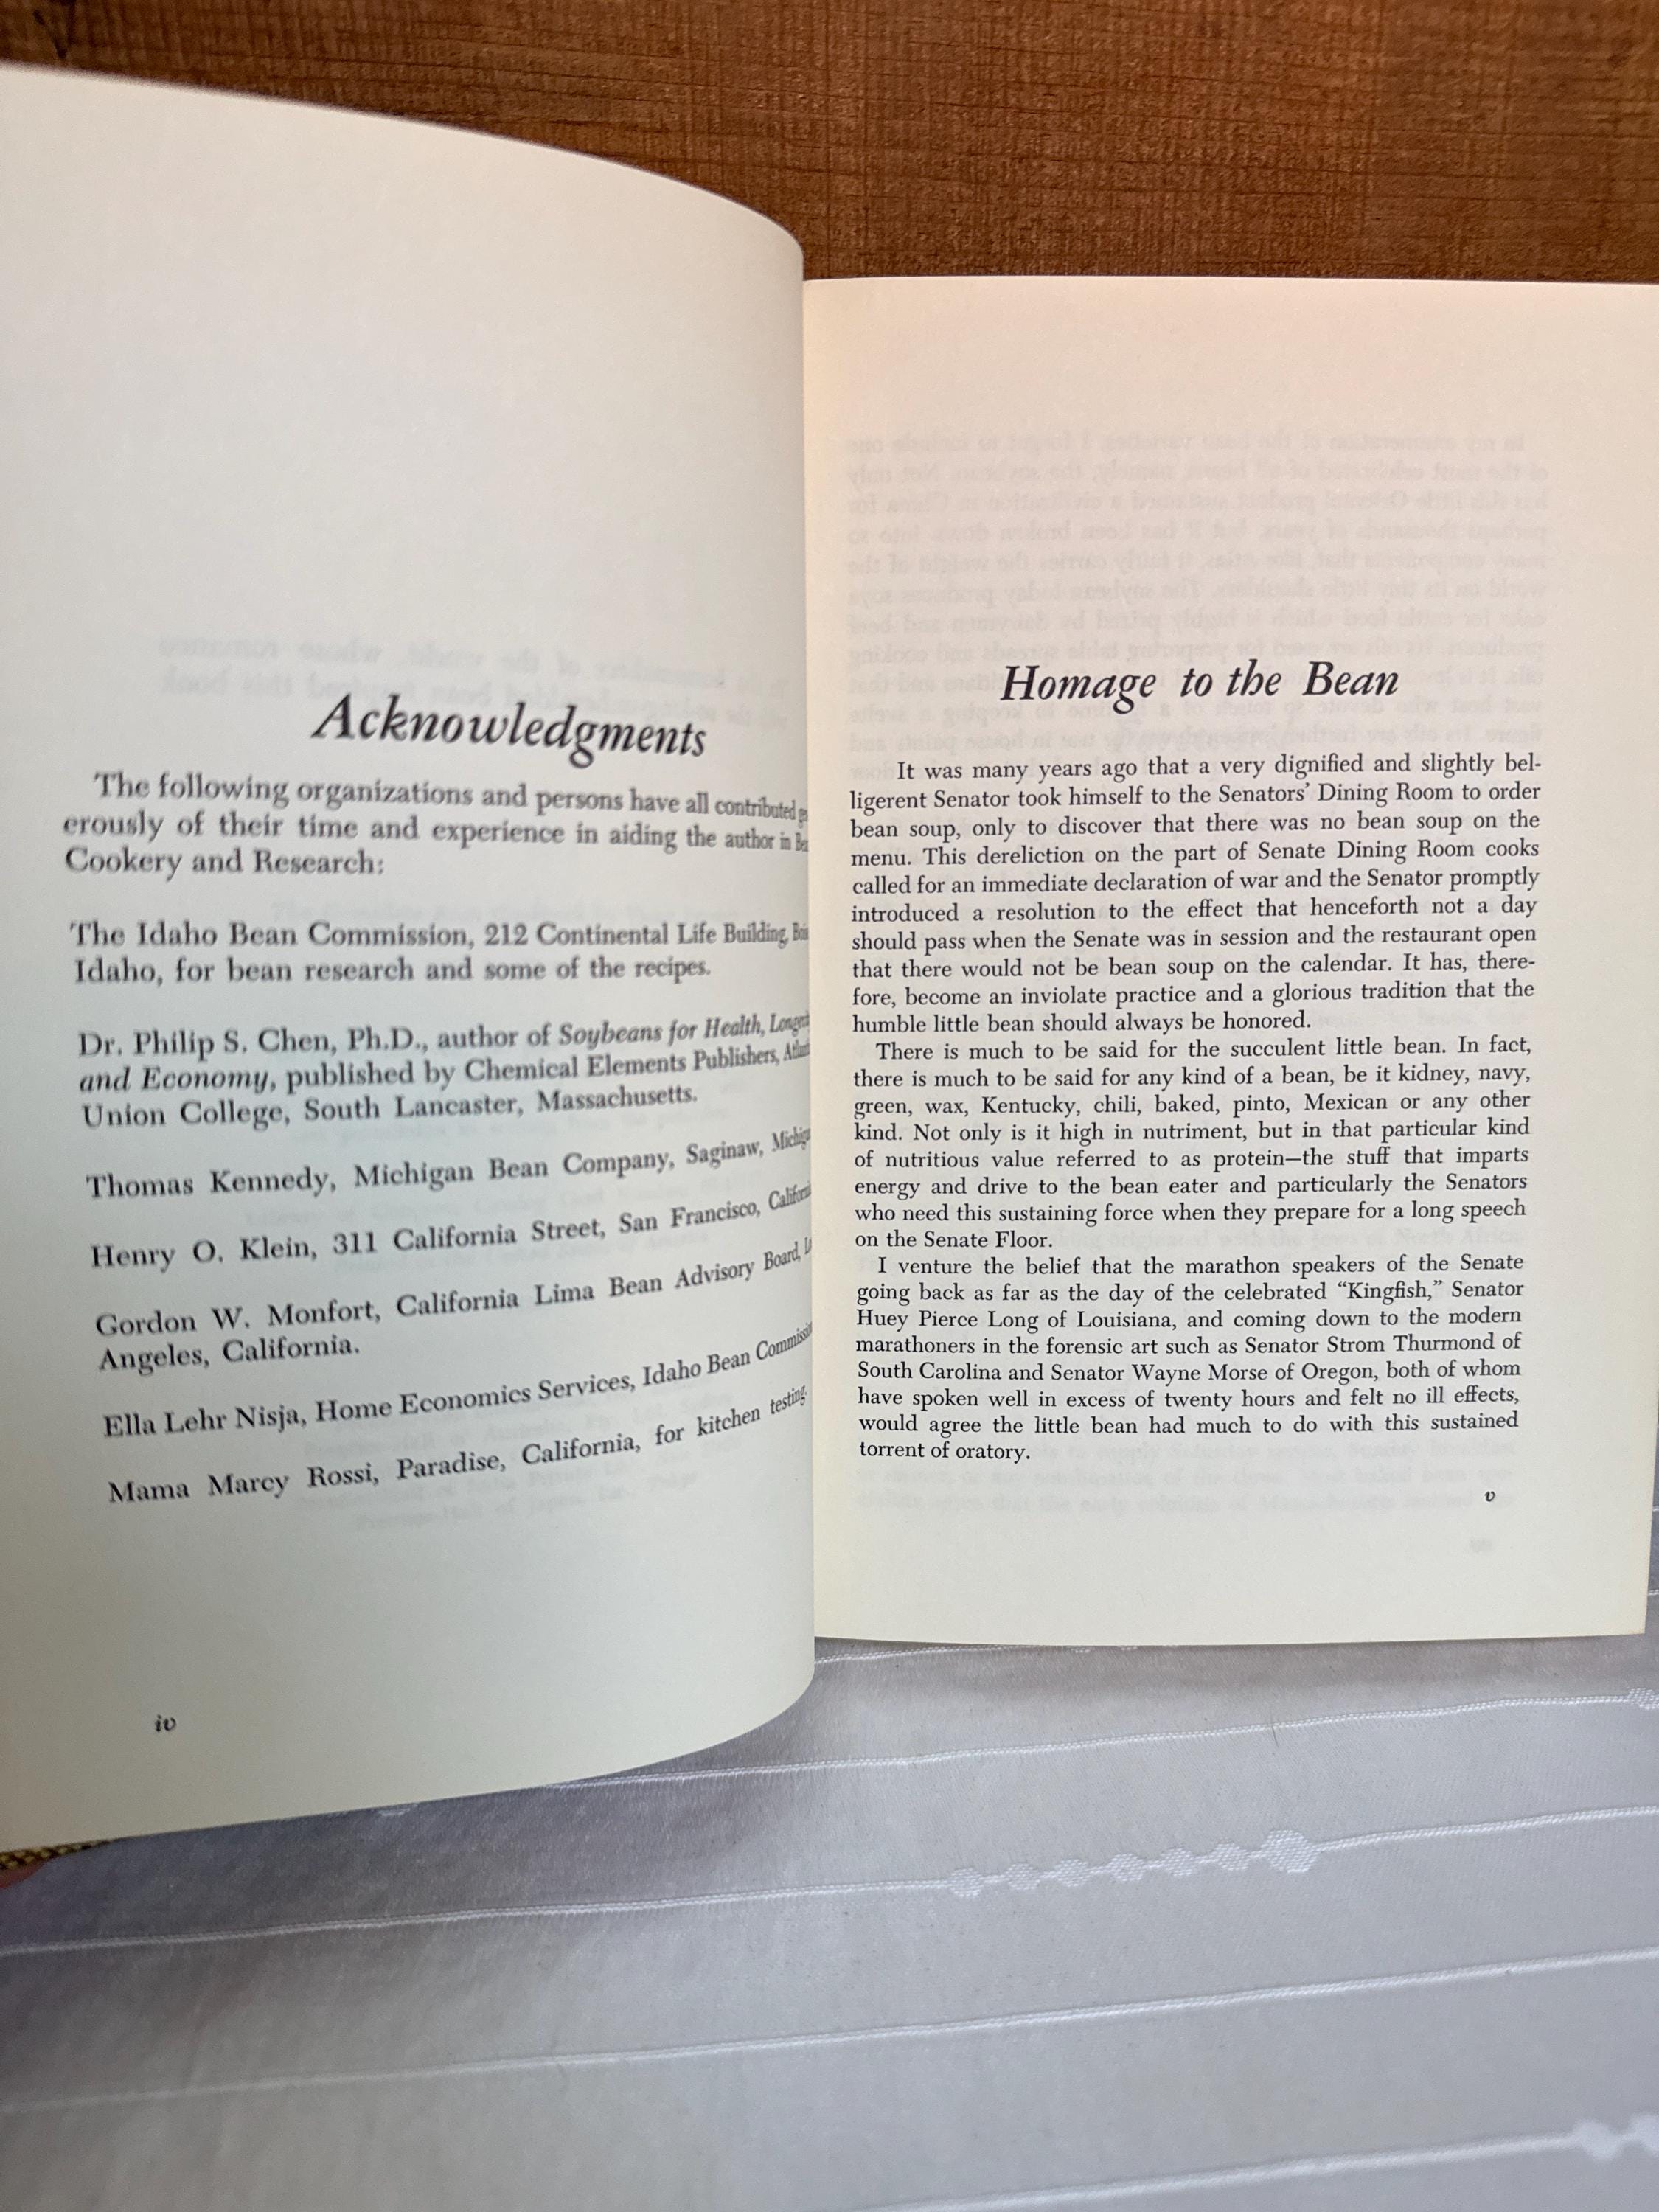 Acknowledgments
The following organizations and persons have all contributed
erously of their time and experience in aiding the author in
Cookery and Research:
The Idaho Bean Commission, 212 Continental Life Building,
Idaho, for bean research and some of the recipes.
Dr. Philip S. Chen, Ph.D., author of Soybeans for Health,
and Economy, published by Chemical Elements Publishers,
Union College, South Lancaster, Massachusetts.
Thomas Kennedy, Michigan Bean Company, Saginaw,
Henry O. Klein, 311 California Street, San Francisco,
Gordon W. Monfort, California Lima Bean Advisory Board,
Angeles, California.
Ella Lehr Nisja, Home Economics Services, Idaho Bean
Mama Marcy Rossi, Paradise, California, for kitchen testing.
iv
Homage to the Bean
It was many years ago that a very dignified and slightly bel-
ligerent Senator took himself to the Senators’ Dining Room to order
bean soup, only to discover that there was no bean soup on the
menu. This dereliction on the part of Senate Dining Room cooks
called for an immediate declaration of war and the Senator promptly
introduced a resolution to the effect that henceforth not a day
should pass when the Senate was in session and the restaurant open
that there would not be bean soup on the calendar. It has, there-
fore, become an inviolate practice and a glorious tradition that the
humble little bean should always be honored.
There is much to be said for the succulent little bean. In fact,
there is much to be said for any kind of a bean, be it kidney, navy,
green, wax, Kentucky, chili, baked, pinto, Mexican or any other
kind. Not only is it high in nutriment, but in that particular kind
of nutritious value referred to as protein—the stuff that imparts
energy and drive to the bean eater and particularly the Senators
who need this sustaining force when they prepare for a long speech
on the Senate Floor.
I venture the belief that the marathon speakers of the Senate
going back as far as the day of the celebrated “Kingfish,” Senator
Huey Pierce Long of Louisiana, and coming down to the modern
marathoners in the forensic art such as Senator Strom Thurmond of
South Carolina and Senator Wayne Morse of Oregon, both of whom
have spoken well in excess of twenty hours and felt no ill effects,
would agree the little bean had much to do with this sustained
torrent of oratory.
v